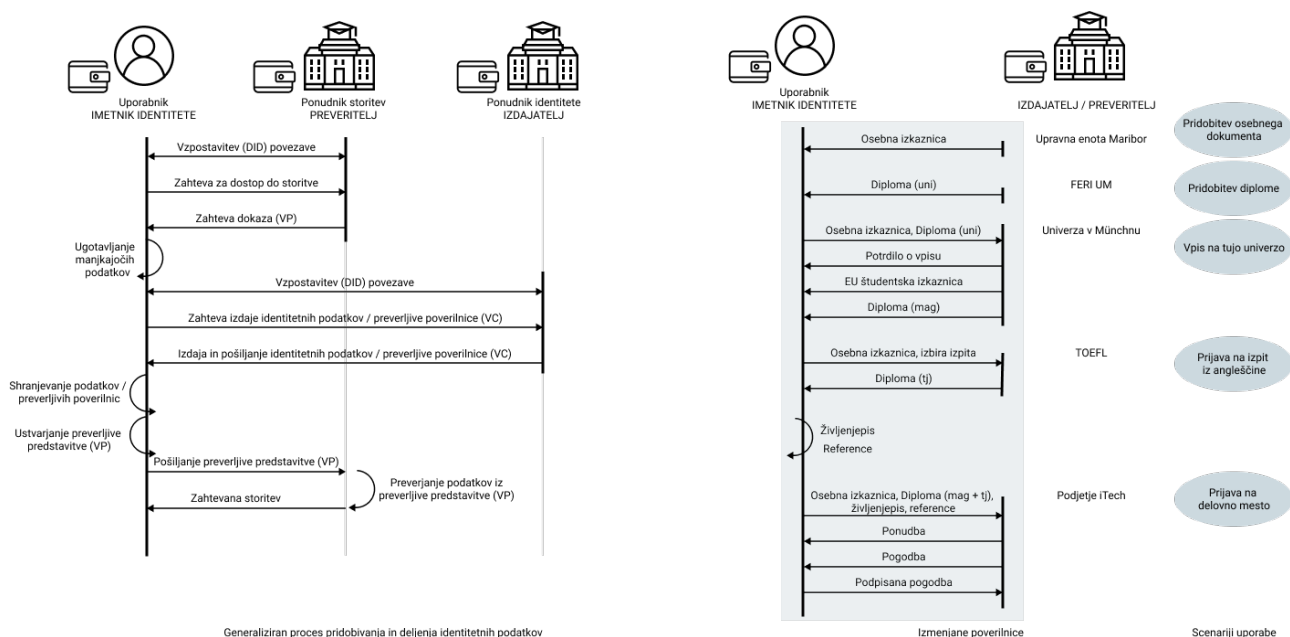 Uporabnik
IMETNIK IDENTITETE
Ponudnik storitev
PREVERITELJ
Ponudnik identitete
IZDAJATELJ
Vzpostavitev (DID) povezave
Zahteva za dostop do storitve
Zahteva dokaza (VP)
Ugotavljanje
manjkajočih
podatkov
Vzpostavitev (DID) povezave
Zahteva izdaje identitetnih podatkov / preverljive poverilnice (VC)
Izdaja in pošiljanje identitetnih podatkov / preverljive poverilnice (VC)
Shranjevanje podatkov /
preverljivih poverilnic
Ustvarjanje preverljive
predstavitve (VP)
Pošiljanje preverljive predstavitve (VP)
Preverjanje podatkov iz
preverljive predstavitve (VP)
Zahtevana storitev
Generaliziran proces pridobivanja in deljenja identitetnih podatkov
Uporabnik
IMETNIK IDENTITETE
IZDAJATELJ / PREVERITELJ
Osebna izkaznica
Upravna enota Maribor
Pridobitev osebnega
dokumenta
Diploma (uni)
FERI UM
Pridobitev diplome
Osebna izkaznica, Diploma (uni)
Univerza v Münchnu
Vpis na tujo univerzo
Potrdilo o vpisu
EU študentska izkaznica
Diploma (mag)
Osebna izkaznica, izbira izpita
TOEFL
Prijava na izpit
iz angleščine
Diploma (tj)
Življenjepis
Reference
Osebna izkaznica, Diploma (mag + tj),
življenjepis, reference
Podjetje iTech
Prijava na
delovno mesto
Ponudba
Pogodba
Podpisana pogodba
Izmenjane poverilnice
Scenariji uporabe